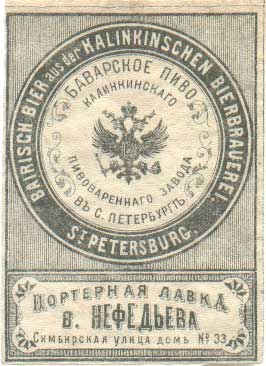 BAIRISCH BIER aus der KALINKINSCHEN BIERBRAUEREI.
ST PETERSBURG.
БАВАРСКОЕ ПИВО
КАЛИНКИНСКАГО
ПИВОВАРЕННАГО ЗАВОДА
ВЪ С. ПЕТЕРБУРГѢ
ПОРТЕРНАЯ ЛАВКА
В. НЕФЕДЬЕВА
Симбирская улица домъ № 33